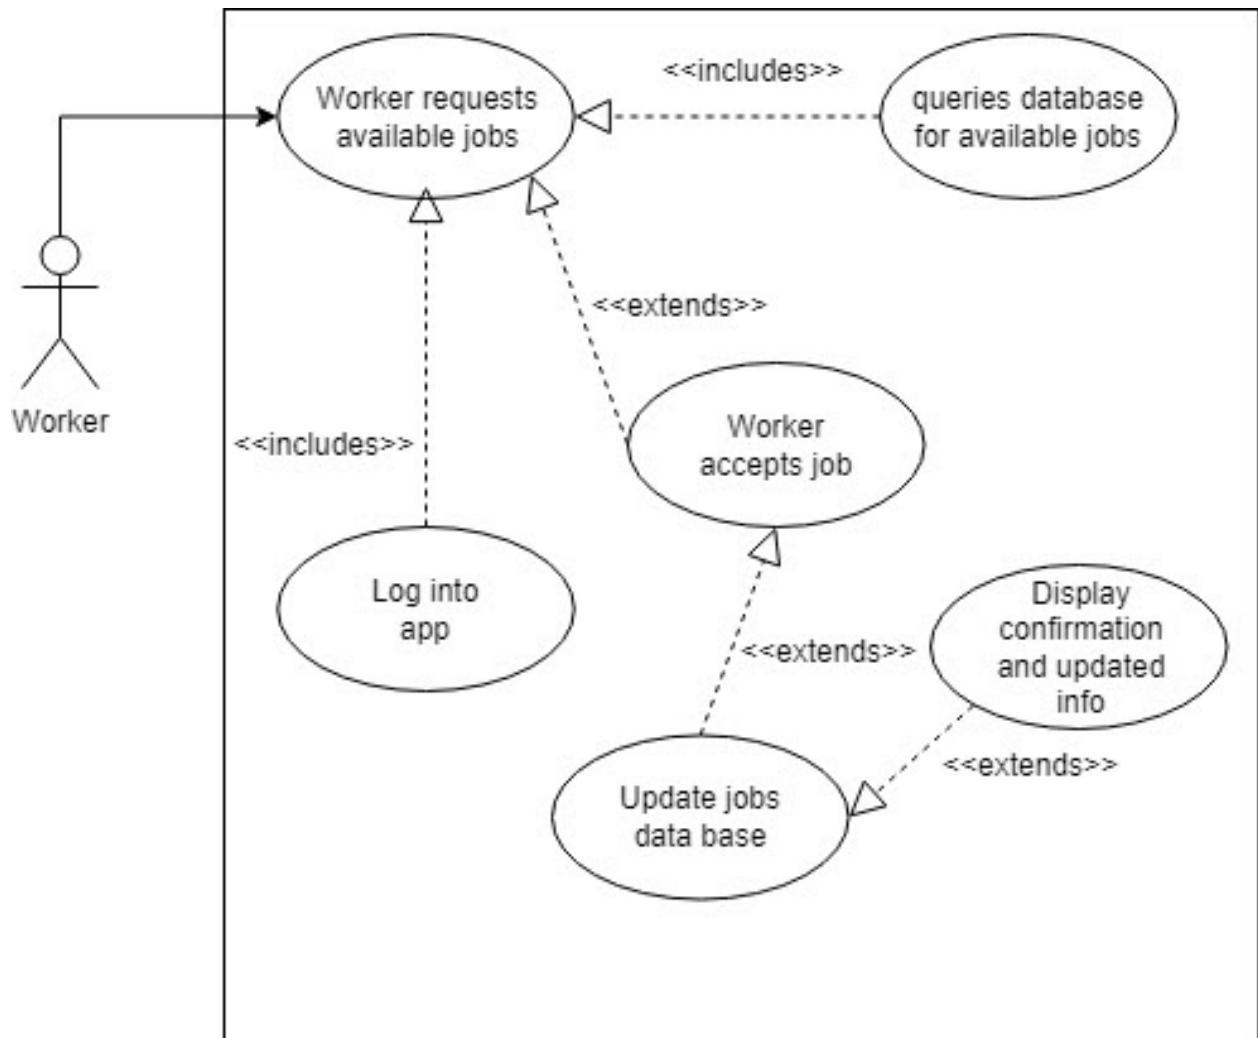 Worker requests
available jobs
<<includes>>
queries database
for available jobs
<<extends>>
Worker
Worker
accepts job
<<includes>>
Log into
app
Display
confirmation
and updated
info
<<extends>>
<<extends>>
Update jobs
data base